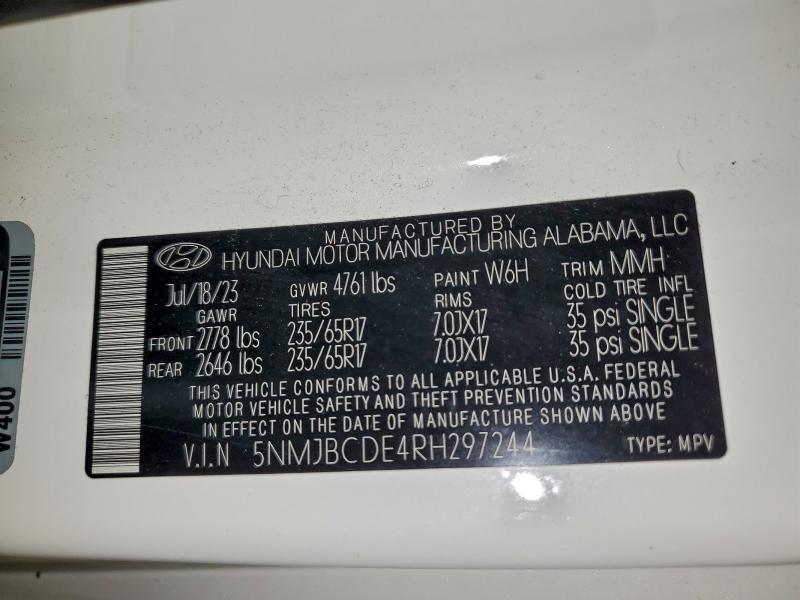 MANUFACTURED BY
HYUNDAI MOTOR MANUFACTURING ALABAMA, LLC
Jul/18/23 GVWR 4761 lbs PAINT W6H TRIM MMH
GAWR TIRES RIMS COLD TIRE INFL
FRONT 2778 lbs 235/65R17 7.0JX17 35 psi SINGLE
REAR 2646 lbs 235/65R17 7.0JX17 35 psi SINGLE
THIS VEHICLE CONFORMS TO ALL APPLICABLE U.S.A. FEDERAL
MOTOR VEHICLE SAFETY AND THEFT PREVENTION STANDARDS
IN EFFECT ON THE DATE OF MANUFACTURE SHOWN ABOVE
V.I.N 5NMJBCDE4RH297244 TYPE: MPV
W400